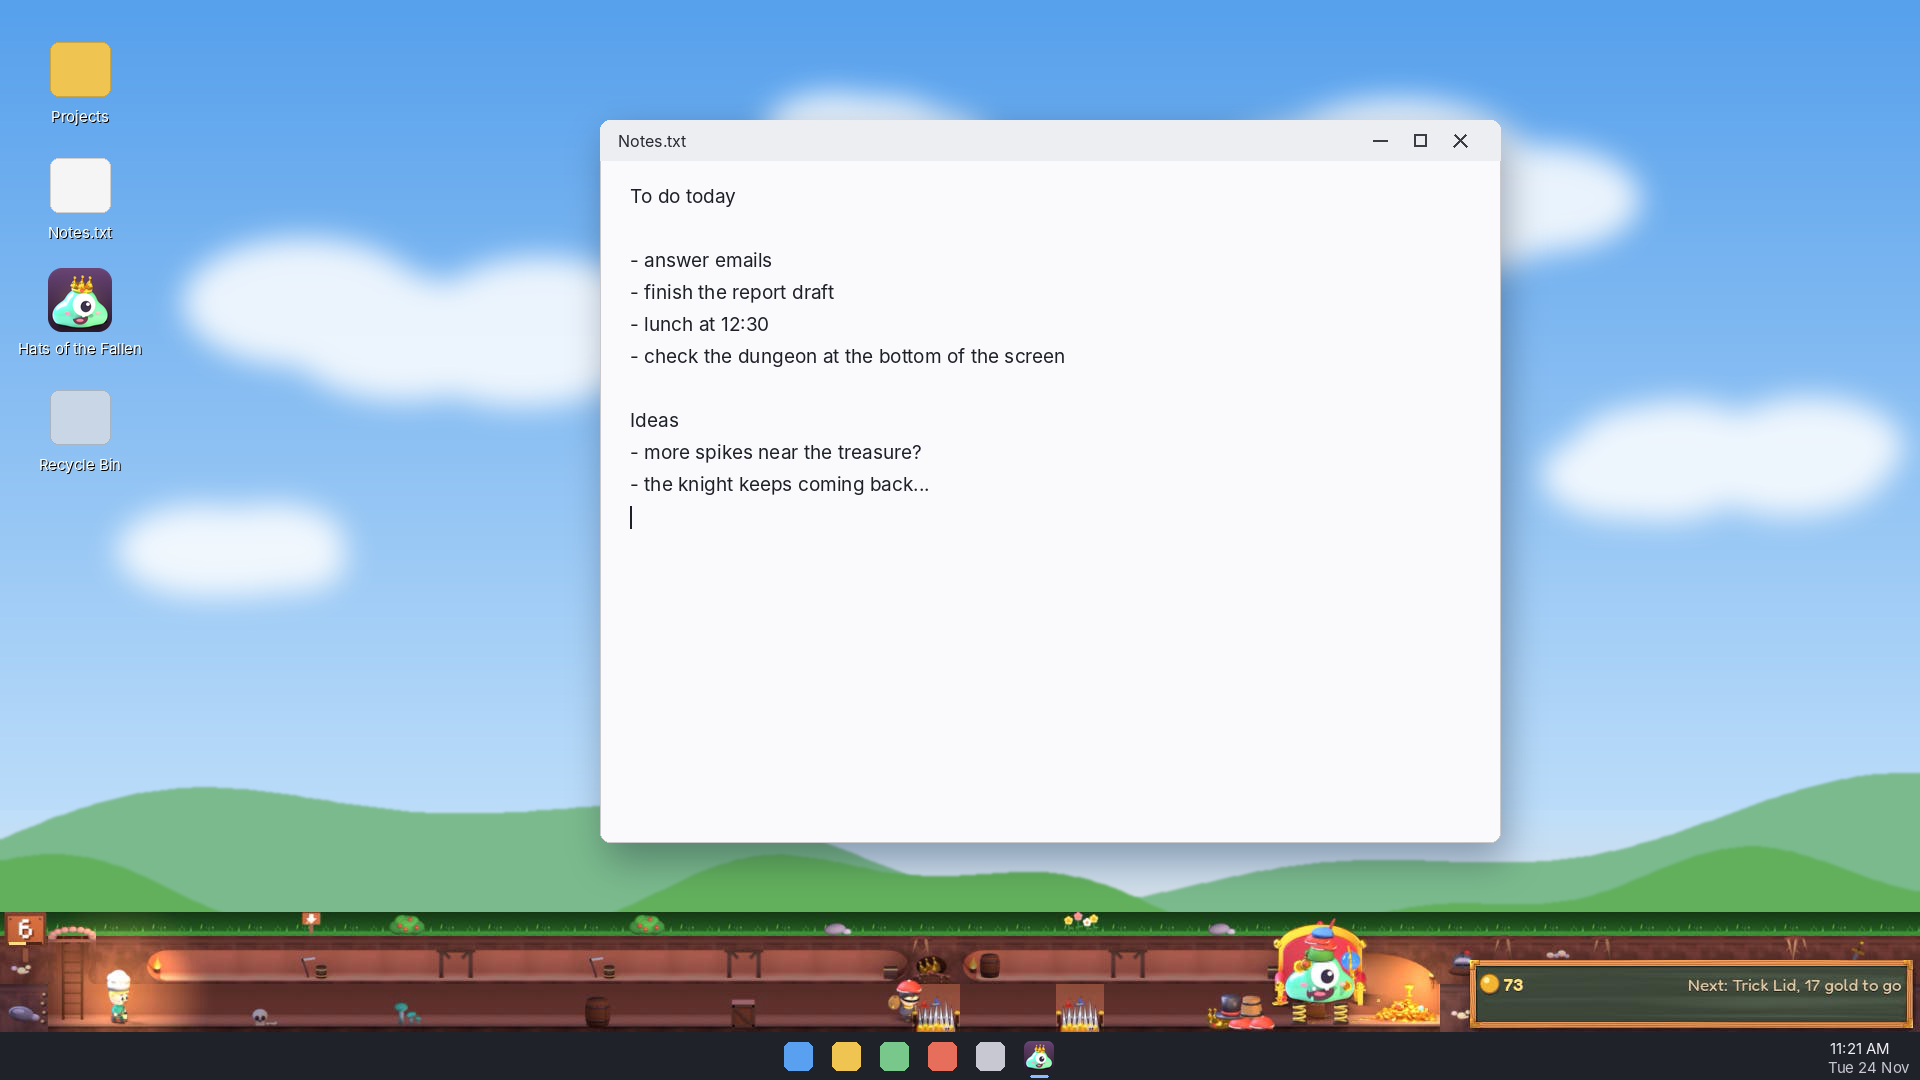 Projects
Notes.txt
Hats of the Fallen
Recycle Bin
Notes.txt
To do today
- answer emails
- finish the report draft
- lunch at 12:30
- check the dungeon at the bottom of the screen
Ideas
- more spikes near the treasure?
- the knight keeps coming back...
6
73
Next: Trick Lid, 17 gold to go
11:21 AM
Tue 24 Nov